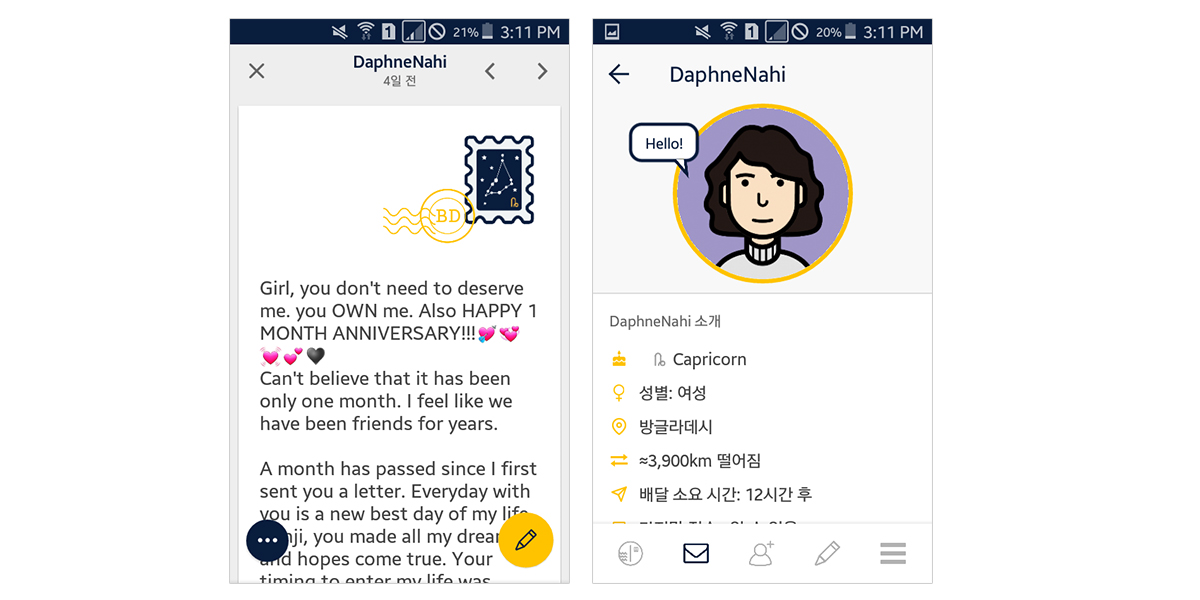 1 21% 3:11 PM
DaphneNahi
4일 전
BD
Girl, you don't need to deserve
me. you OWN me. Also HAPPY 1
MONTH ANNIVERSARY!!!💘💞
💓💕🖤
Can't believe that it has been
only one month. I feel like we
have been friends for years.
A month has passed since I first
sent you a letter. Everyday with
you is a new best day of my life
you made all my
and hopes come true. Your
timing to enter my life was
1 20% 3:11 PM
DaphneNahi
Hello!
DaphneNahi 소개
Capricorn
성별: 여성
방글라데시
≈3,900km 떨어짐
배달 소요 시간: 12시간 후